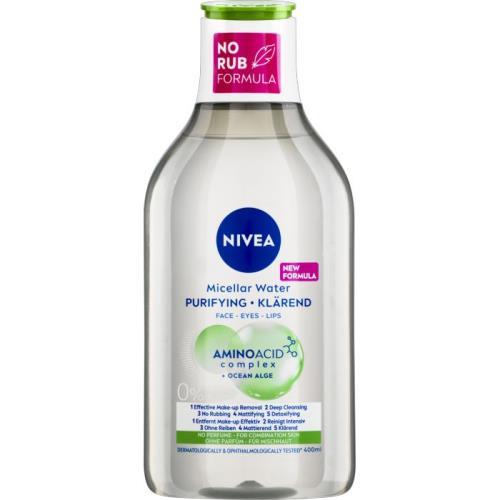 NO
RUB
FORMULA
NIVEA
NEW
FORMULA
Micellar Water
PURIFYING • KLÄREND
FACE - EYES - LIPS
AMINOACID
complex
+ OCEAN ALGE
0%
1 Effective Make-up Removal 2 Deep Cleansing
3 No Rubbing 4 Mattifying 5 Detoxifying
1 Entfernt Make-up Effektiv 2 Reinigt Intensiv
3 Ohne Reiben 4 Mattierend 5 Klärend
NO PERFUME - FOR COMBINATION SKIN
OHNE PARFÜM - FÜR MISCHHAUT
DERMATOLOGICALLY & OPHTHALMOLOGICALLY TESTED* 400ml